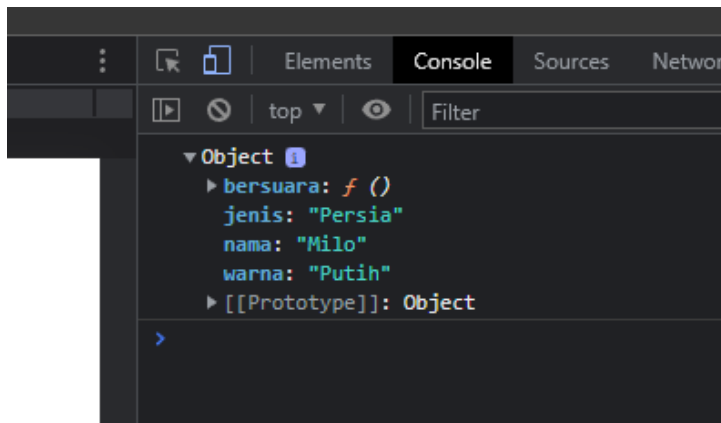 Elements Console Sources Networ
top ▼ Filter
▼Object i
▶bersuara: ƒ ()
jenis: "Persia"
nama: "Milo"
warna: "Putih"
▶[[Prototype]]: Object
>